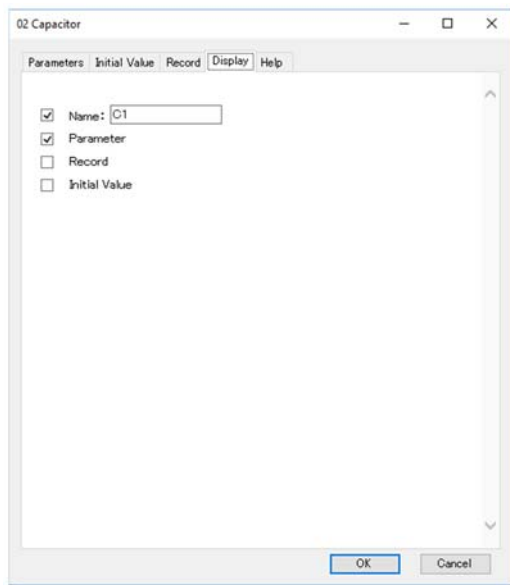 02 Capacitor
Parameters Initial Value Record Display Help
Name: C1
Parameter
Record
Initial Value
OK Cancel